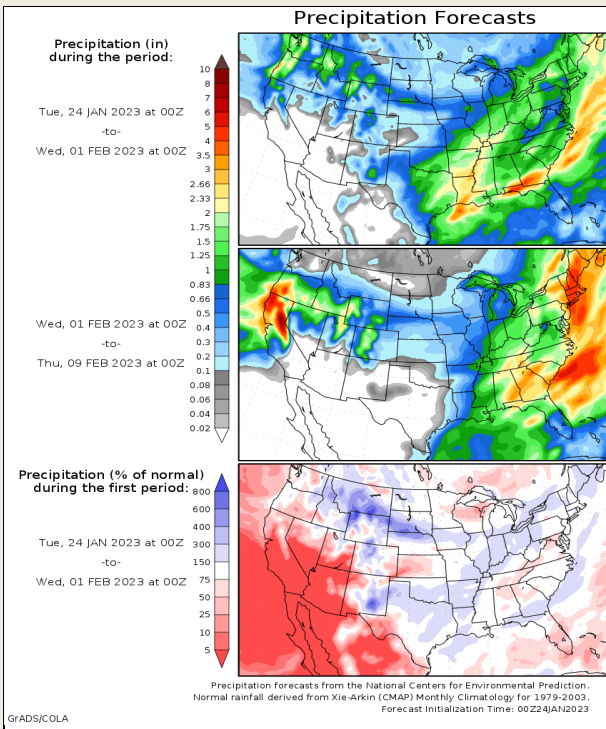 Precipitation Forecasts
Precipitation (in)
during the period:
Tue, 24 JAN 2023 at 00Z
-to-
Wed, 01 FEB 2023 at 00Z
10
8
7
6
5
4
3.5
3
2.66
2.33
2
1.75
1.5
1.25
1
0.83
0.66
0.5
0.4
0.3
0.2
0.1
0.08
0.06
0.04
0.02
Wed, 01 FEB 2023 at 00Z
-to-
Thu, 09 FEB 2023 at 00Z
Precipitation (% of normal)
during the first period:
Tue, 24 JAN 2023 at 00Z
-to-
Wed, 01 FEB 2023 at 00Z
800
600
400
300
150
75
50
25
10
5
Precipitation forecasts from the National Centers for Environmental Prediction.
Normal rainfall derived from Xie-Arkin (CMAP) Monthly Climatology for 1979-2003.
Forecast Initialization Time: 00Z24JAN2023
GrADS/COLA